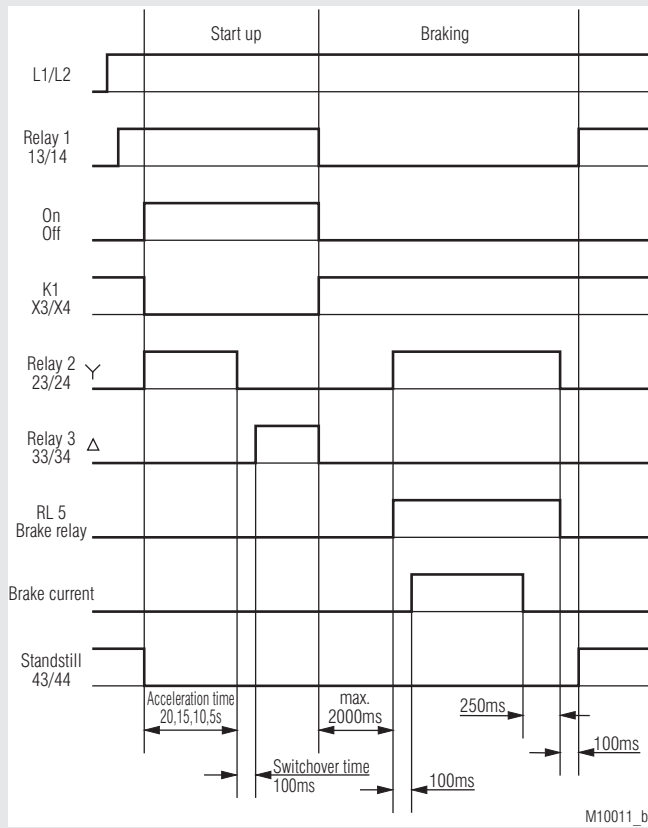 Start up
Braking
L1/L2
Relay 1
13/14
On
Off
K1
X3/X4
Relay 2
23/24
Relay 3 Δ
33/34
RL 5
Brake relay
Brake current
Standstill
43/44
Acceleration time
20,15,10,5s
max.
2000ms
250ms
100ms
Switchover time
100ms
100ms
M10011_b